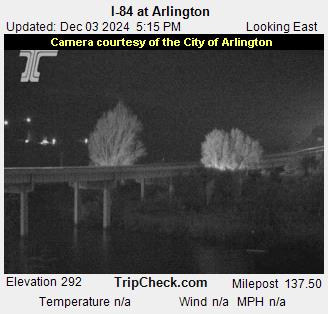 I-84 at Arlington
Updated: Dec 03 2024 5:15 PM Looking East
Camera courtesy of the City of Arlington
Elevation 292 TripCheck.com Milepost 137.50
Temperature n/a Wind n/a MPH n/a